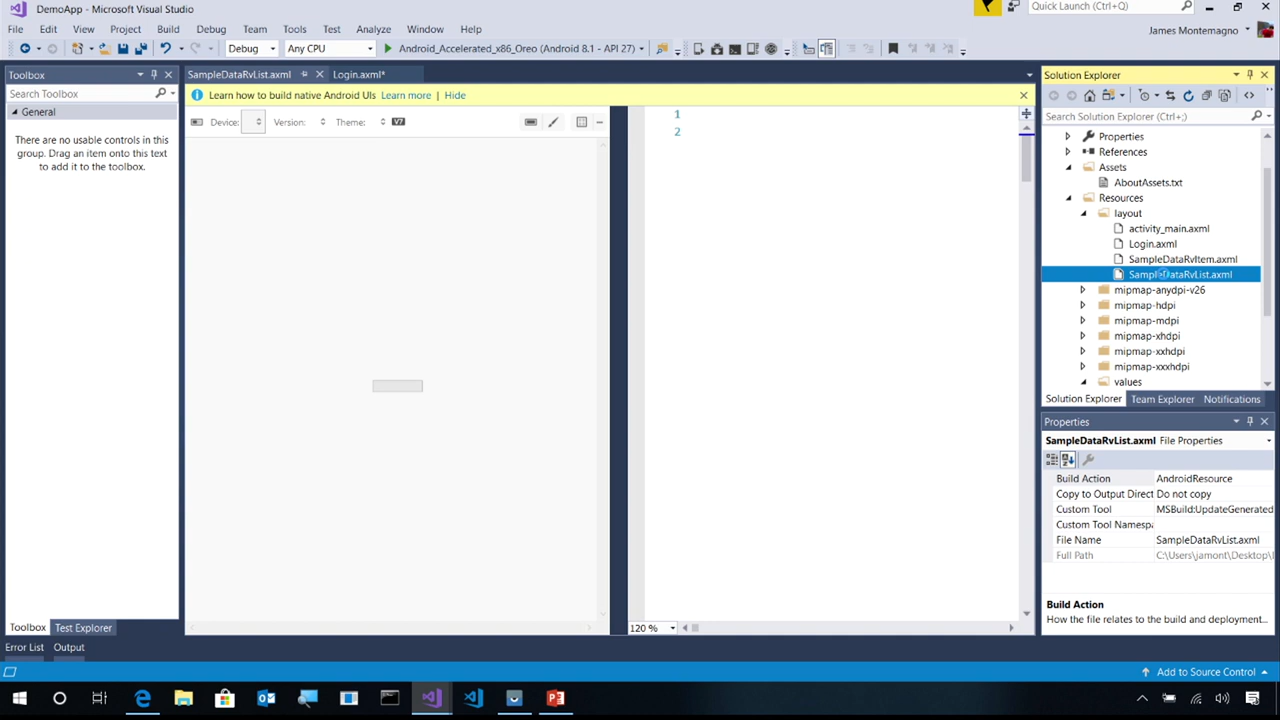 DemoApp - Microsoft Visual Studio
Quick Launch (Ctrl+Q)
File Edit View Project Build Debug Team Tools Test Analyze Window Help
James Montemagno
Debug Any CPU Android_Accelerated_x86_Oreo (Android 8.1 - API 27)
Toolbox
Search Toolbox
General
There are no usable controls in this
group. Drag an item onto this text
to add it to the toolbox.
Toolbox Test Explorer
SampleDataRvList.axml Login.axml*
Learn how to build native Android UIs Learn more | Hide
Device: Version: Theme: V7
1
2
120 %
Solution Explorer
Search Solution Explorer (Ctrl+;)
Properties
References
Assets
AboutAssets.txt
Resources
layout
activity_main.axml
Login.axml
SampleDataRvItem.axml
SampleDataRvList.axml
mipmap-anydpi-v26
mipmap-hdpi
mipmap-mdpi
mipmap-xhdpi
mipmap-xxhdpi
mipmap-xxxhdpi
values
Solution Explorer Team Explorer Notifications
Properties
SampleDataRvList.axml File Properties
Build Action AndroidResource
Copy to Output Direct Do not copy
Custom Tool MSBuild:UpdateGenerated
Custom Tool Namespa
File Name SampleDataRvList.axml
Full Path C:\Users\jamont\Desktop\
Build Action
How the file relates to the build and deployment...
Error List Output
Add to Source Control